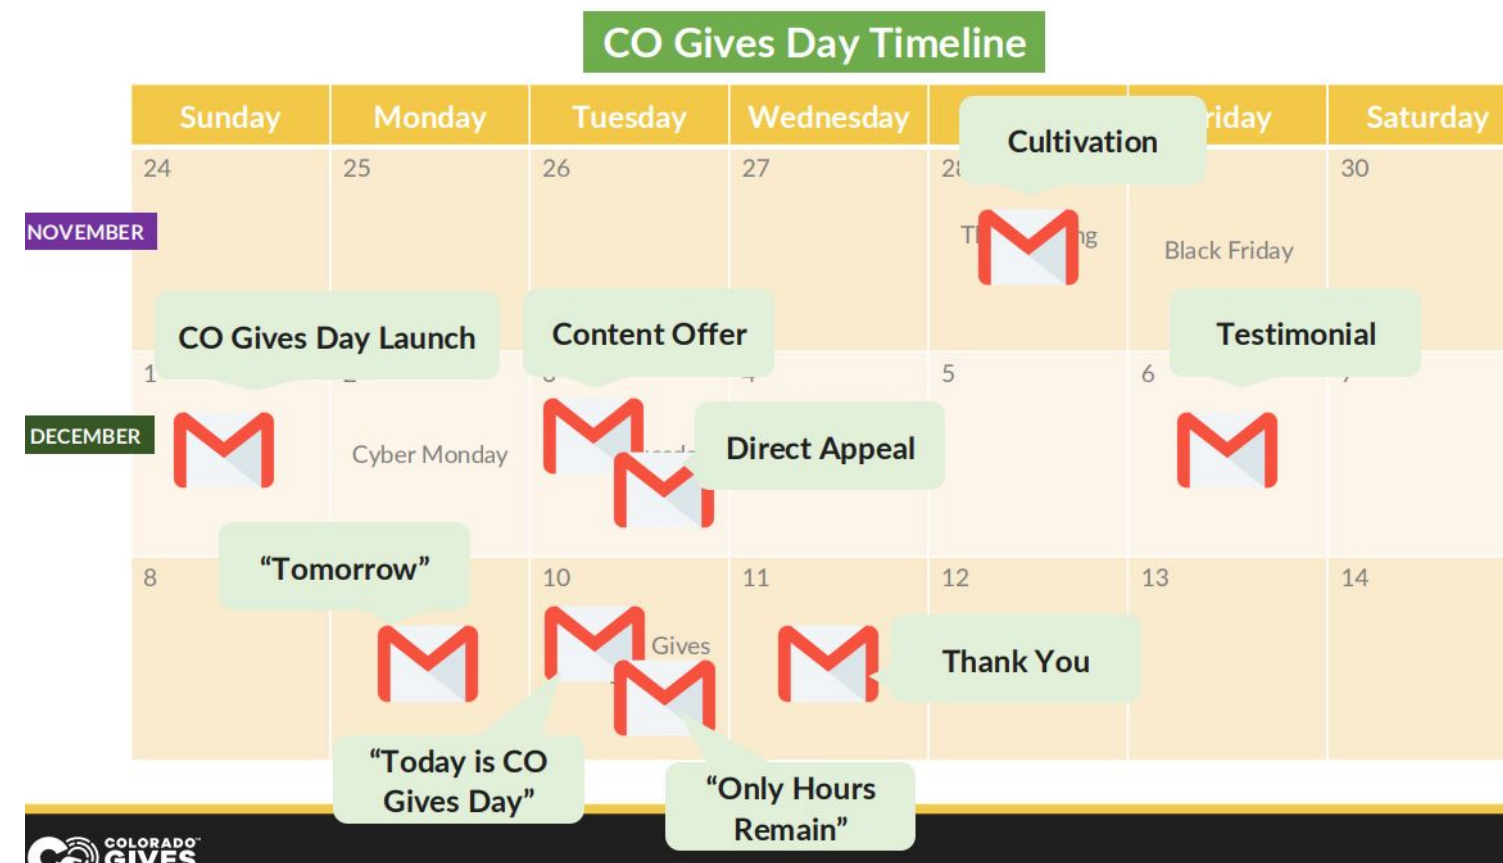 CO Gives Day Timeline
Sunday Monday Tuesday Wednesday Saturday
Cultivation
24 25 26 27 30
NOVEMBER
Black Friday
CO Gives Day Launch
Content Offer
Testimonial
1 5 6
DECEMBER
Cyber Monday
Direct Appeal
"Tomorrow"
8 10 11 12 13 14
Gives
Thank You
"Today is CO
Gives Day"
"Only Hours
Remain"
COLORADO
GIVES